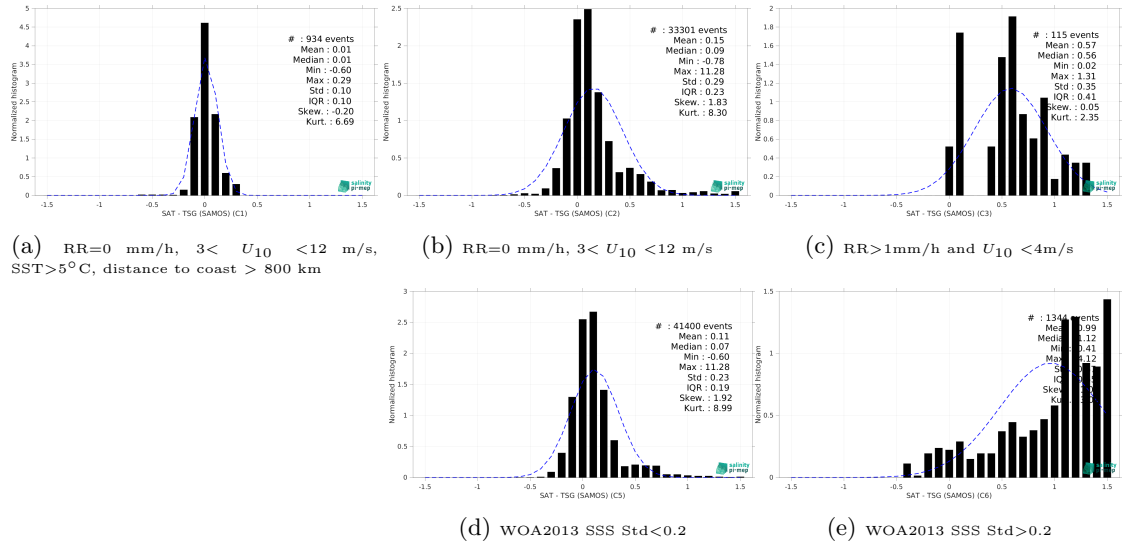 5
4.5
4
3.5
3
2.5
2
1.5
1
0.5
0
Normalized histogram
# : 934 events
Mean : 0.01
Median : 0.01
Min : -0.60
Max : 0.29
Std : 0.10
IQR : 0.10
Skew. : -0.20
Kurt. : 6.69
salinity
pi-mep
-1.5 -1 -0.5 0 0.5 1 1.5
SAT - TSG (SAMOS) (C1)
(a) RR=0 mm/h, 3< U10 <12 m/s,
SST>5°C, distance to coast > 800 km
2.5
2
1.5
1
0.5
0
Normalized histogram
# : 33301 events
Mean : 0.15
Median : 0.09
Min : -0.78
Max : 11.28
Std : 0.29
IQR : 0.23
Skew. : 1.83
Kurt. : 8.30
salinity
pi-mep
-1.5 -1 -0.5 0 0.5 1 1.5
SAT - TSG (SAMOS) (C2)
(b) RR=0 mm/h, 3< U10 <12 m/s
2
1.8
1.6
1.4
1.2
1
0.8
0.6
0.4
0.2
0
Normalized histogram
# : 115 events
Mean : 0.57
Median : 0.56
Min : 0.02
Max : 1.31
Std : 0.35
IQR : 0.41
Skew. : 0.05
Kurt. : 2.35
salinity
pi-mep
-1.5 -1 -0.5 0 0.5 1 1.5
SAT - TSG (SAMOS) (C3)
(c) RR>1mm/h and U10 <4m/s
3
2.5
2
1.5
1
0.5
0
Normalized histogram
# : 41400 events
Mean : 0.11
Median : 0.07
Min : -0.60
Max : 11.28
Std : 0.23
IQR : 0.19
Skew. : 1.92
Kurt. : 8.99
salinity
pi-mep
-1.5 -1 -0.5 0 0.5 1 1.5
SAT - TSG (SAMOS) (C5)
(d) WOA2013 SSS Std<0.2
1.5
1
0.5
0
Normalized histogram
# : 1344 events
salinity
pi-mep
-1.5 -1 -0.5 0 0.5 1 1.5
SAT - TSG (SAMOS) (C6)
(e) WOA2013 SSS Std>0.2